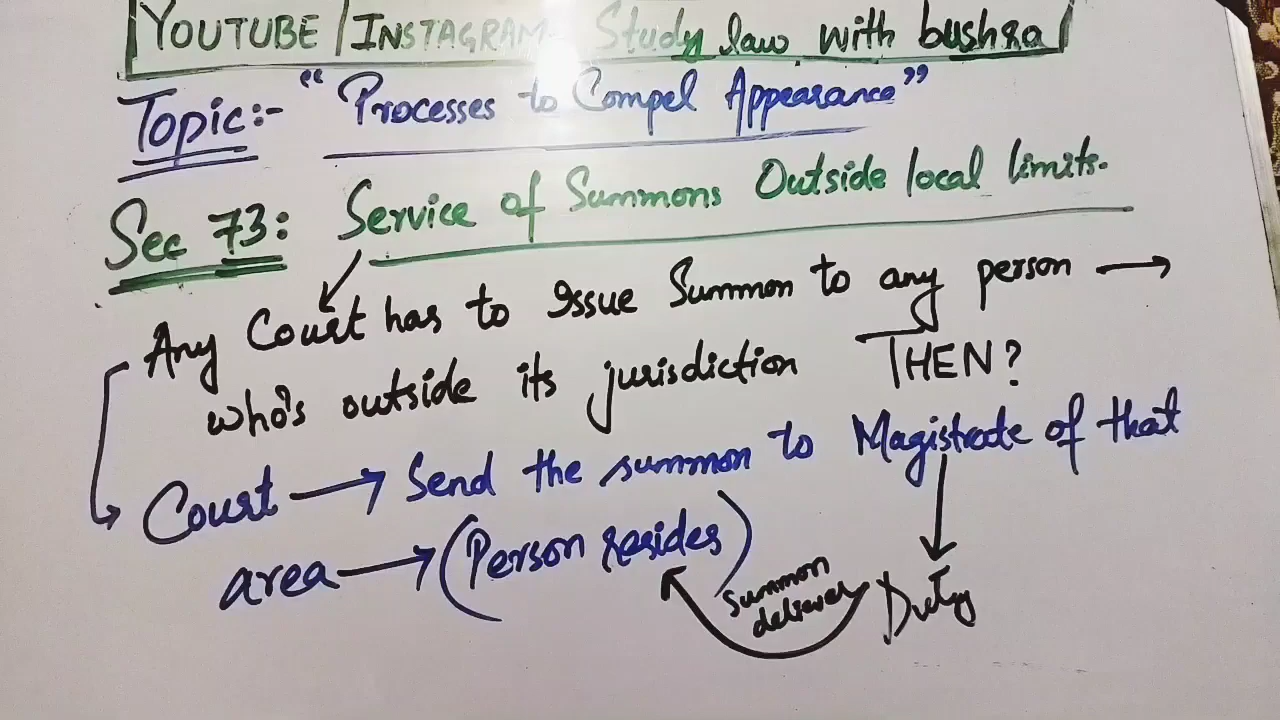 YOUTUBE/INSTAGRAM- Study law with bushra
Topic:- "Processes to Compel Appearance"
Sec 73: Service of Summons Outside local limits.
Any Court has to Issue Summon to any person →
who's outside its jurisdiction THEN?
Court → Send the summon to Magistrate of that
area → (Person resides)
Summon
deliever
Duty